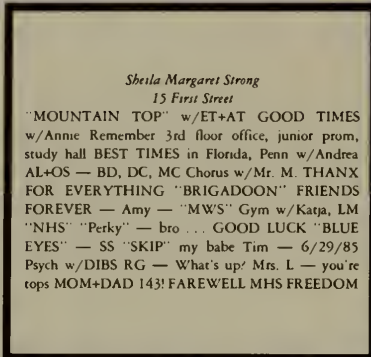 Sheila Margaret Strong
15 First Street
"MOUNTAIN TOP" w/ET+AT GOOD TIMES
w/Annie Remember 3rd floor office, junior prom,
study hall BEST TIMES in Florida, Penn w/Andrea
AL+OS — BD, DC, MC Chorus w/Mr. M. THANX
FOR EVERYTHING "BRIGADOON" FRIENDS
FOREVER — Amy — "MWS" Gym w/Katja, LM
"NHS" "Perky" — bro ... GOOD LUCK "BLUE
EYES" — SS "SKIP" my babe Tim — 6/29/85
Psych w/DIBS RG — What's up? Mrs. L — you're
tops MOM+DAD 143! FAREWELL MHS FREEDOM